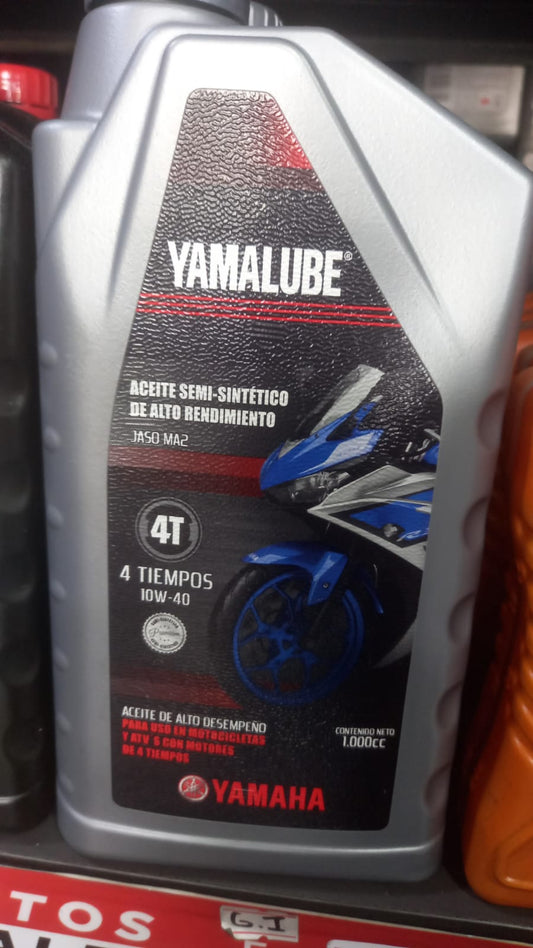 YAMALUBE®
ACEITE SEMI-SINTÉTICO
DE ALTO RENDIMIENTO
JASO MA2
4T
4 TIEMPOS
10W-40
Premium
ACEITE DE ALTO DESEMPEÑO
PARA USO EN MOTOCICLETAS
Y ATV´S CON MOTORES
DE 4 TIEMPOS
CONTENIDO NETO
1.000cc
YAMAHA
TOS
G.I